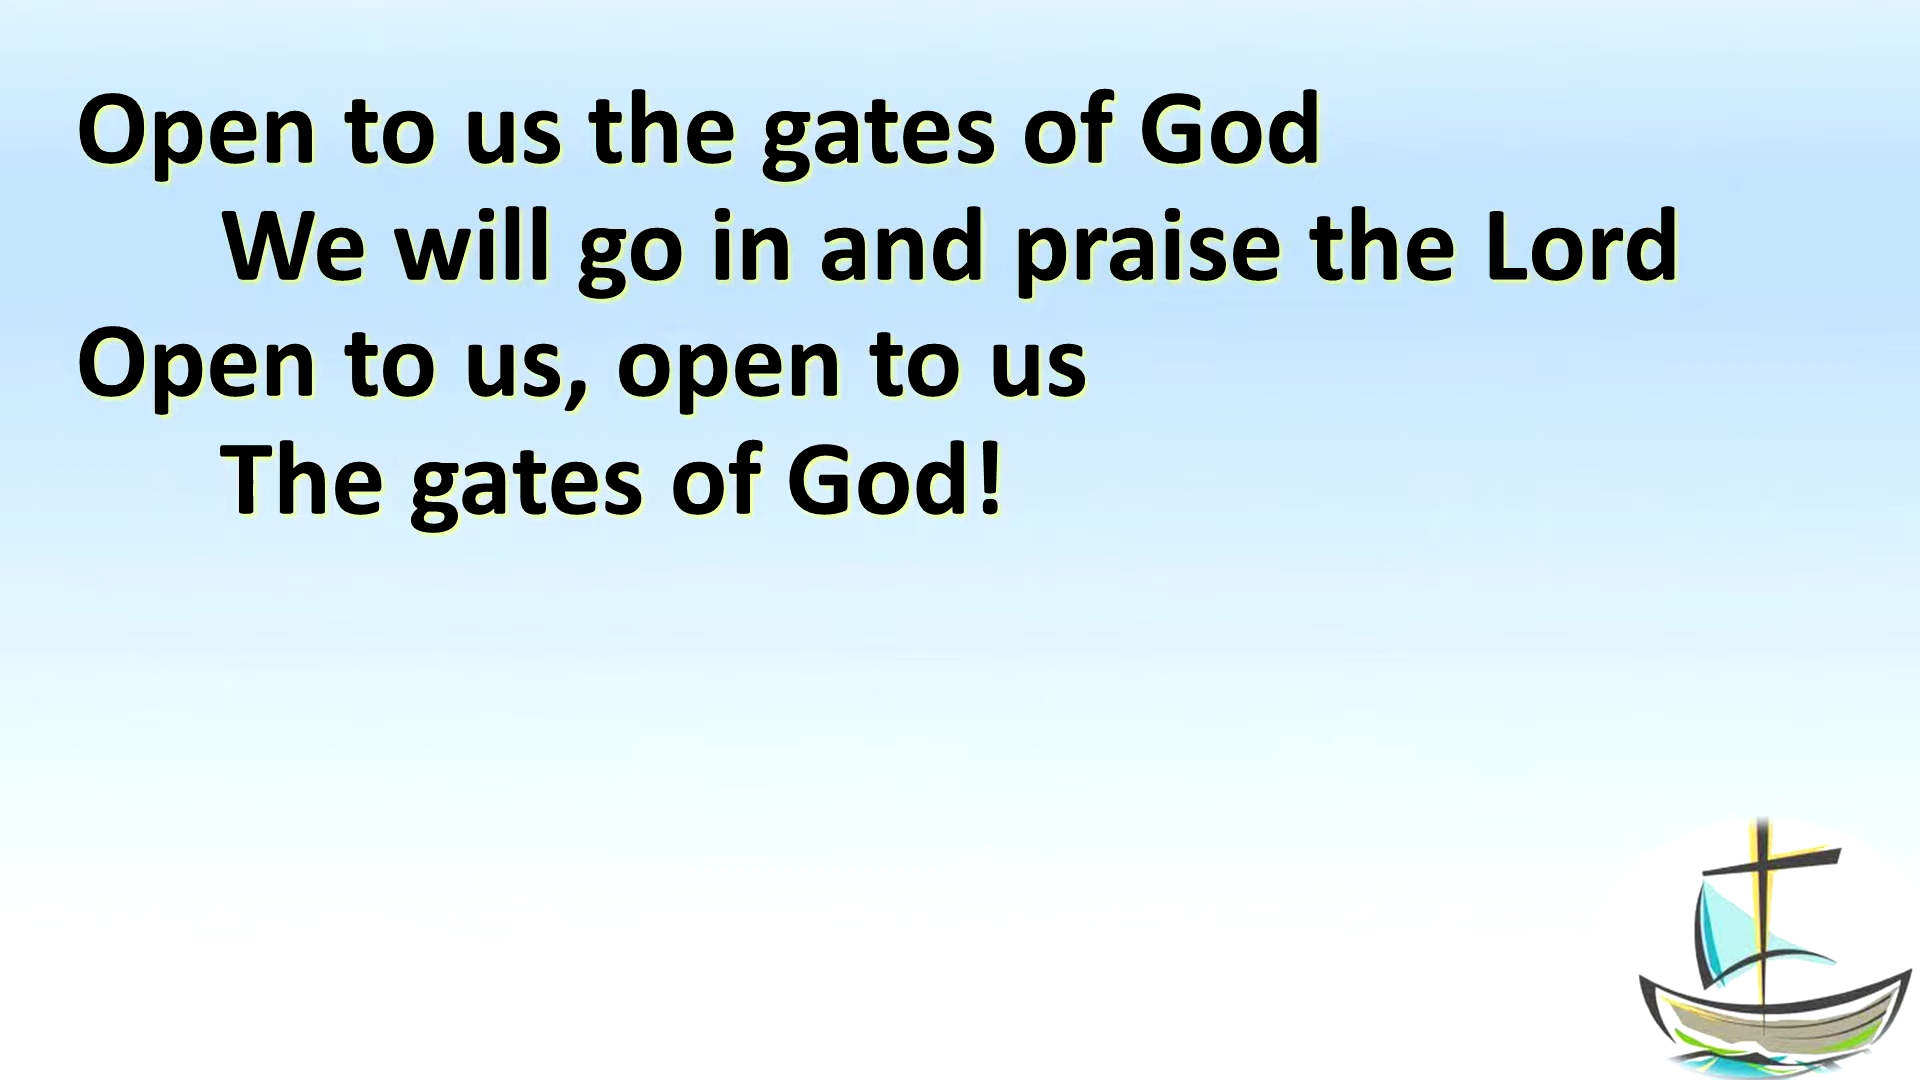 Open to us the gates of God
We will go in and praise the Lord
Open to us, open to us
The gates of God!